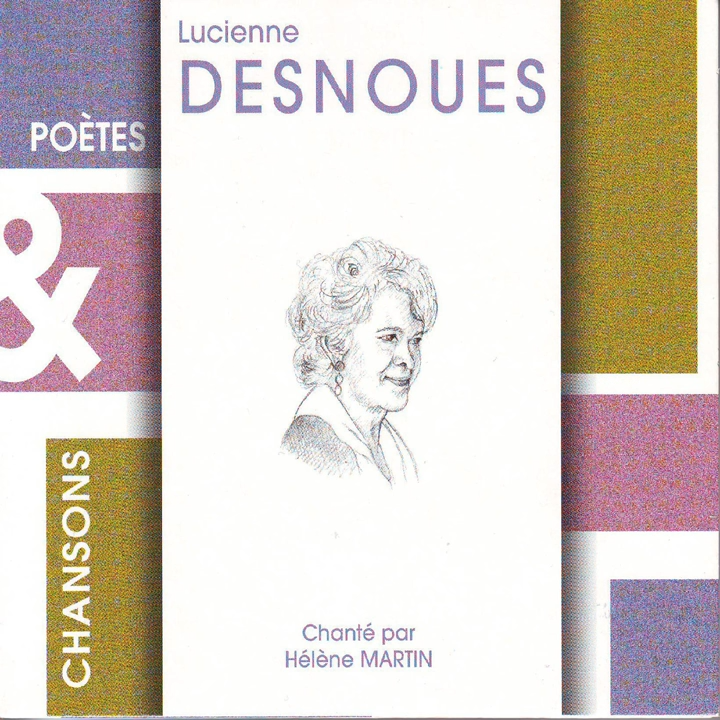 Lucienne
DESNOUES
POÈTES
&
CHANSONS
Chanté par
Hélène MARTIN